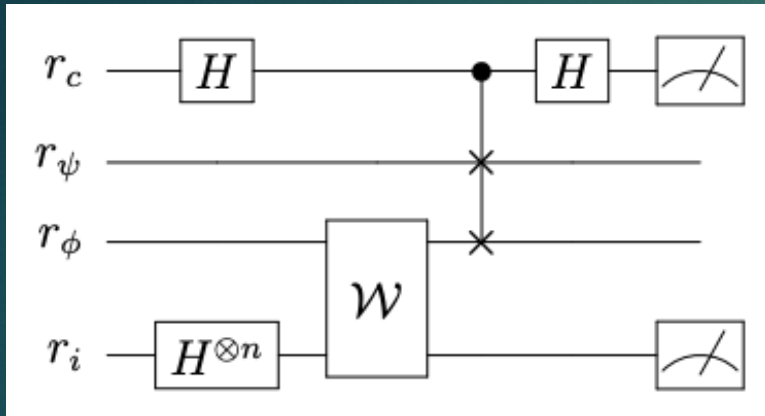 r_c H H
r_ψ
r_ϕ
𝒲
r_i H^{⊗n}